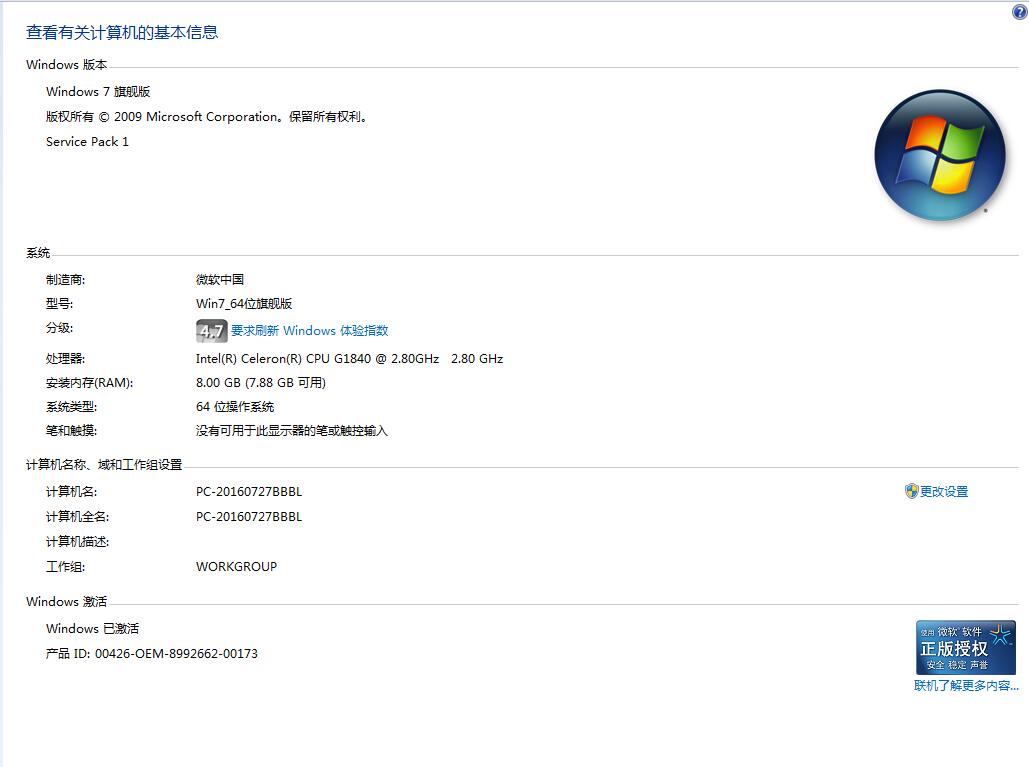 查看有关计算机的基本信息
Windows 版本
Windows 7 旗舰版
版权所有 © 2009 Microsoft Corporation。保留所有权利。
Service Pack 1
系统
制造商: 微软中国
型号: Win7_64位旗舰版
分级: 4.7 要求刷新 Windows 体验指数
处理器: Intel(R) Celeron(R) CPU G1840 @ 2.80GHz 2.80 GHz
安装内存(RAM): 8.00 GB (7.88 GB 可用)
系统类型: 64 位操作系统
笔和触摸: 没有可用于此显示器的笔或触控输入
计算机名称、域和工作组设置
计算机名: PC-20160727BBBL 更改设置
计算机全名: PC-20160727BBBL
计算机描述:
工作组: WORKGROUP
Windows 激活
Windows 已激活
产品 ID: 00426-OEM-8992662-00173
使用 微软 软件
正版授权
安全 稳定 声誉
联机了解更多内容...